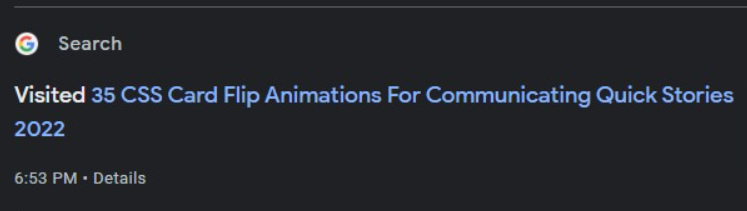 Search
Visited 35 CSS Card Flip Animations For Communicating Quick Stories
2022
6:53 PM • Details